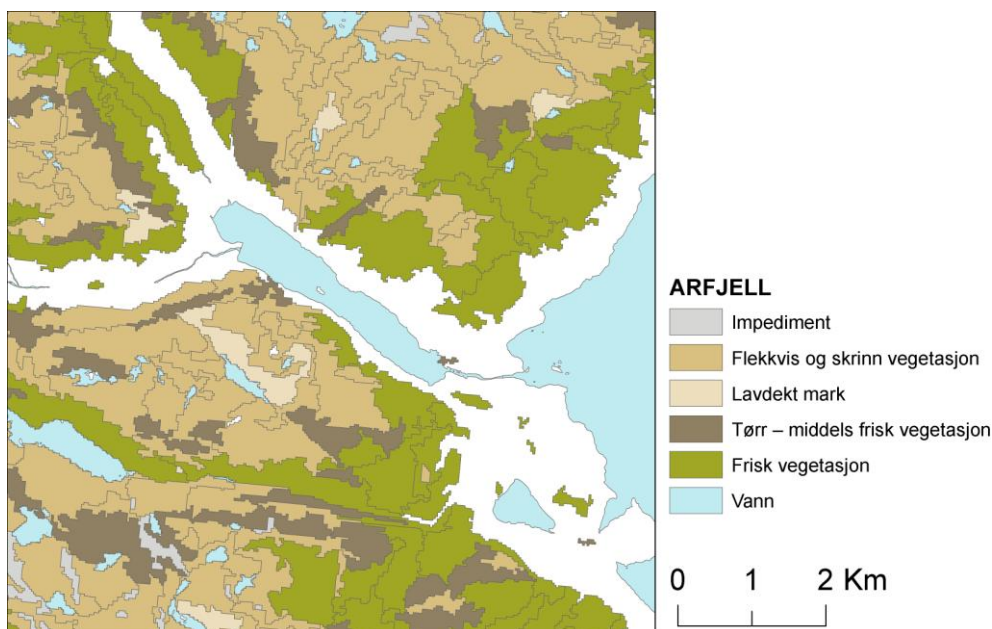 ARFJELL
Impediment
Flekkvis og skrinn vegetasjon
Lavdekt mark
Tørr – middels frisk vegetasjon
Frisk vegetasjon
Vann
0 1 2 Km